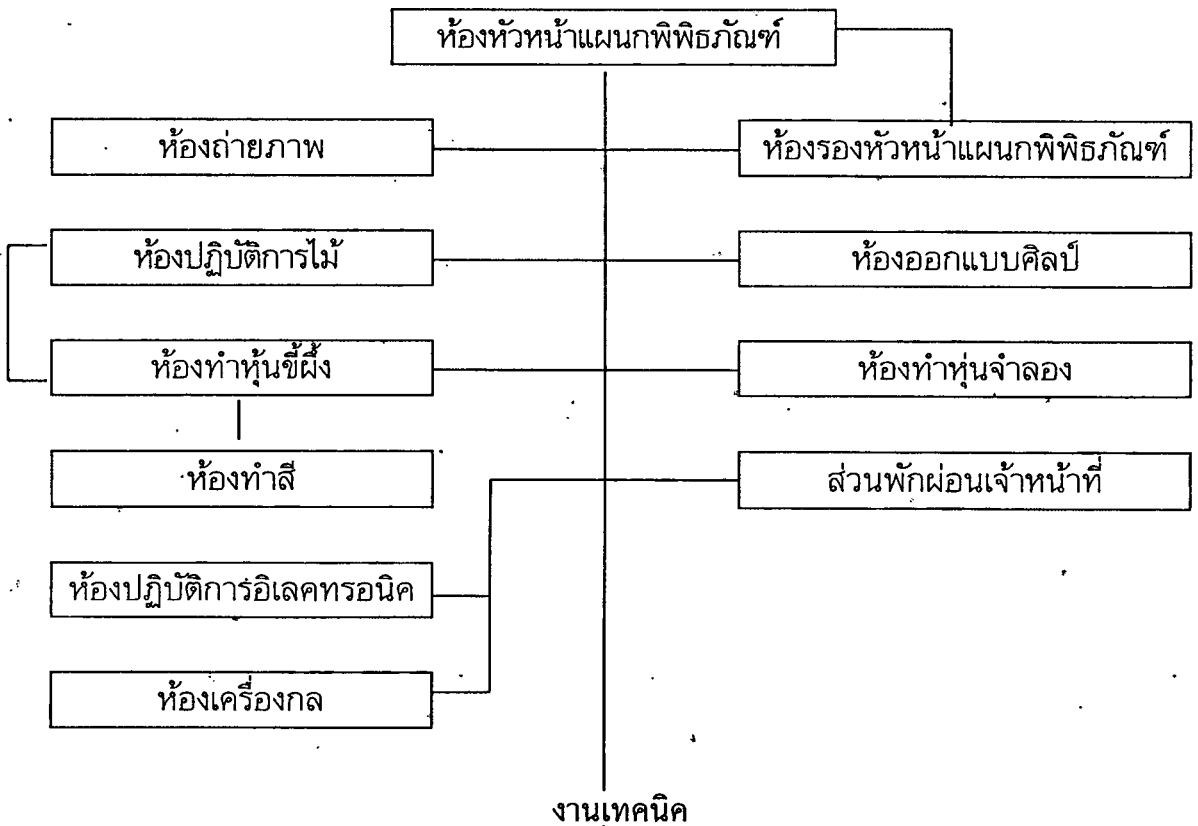 ห้องหัวหน้าแผนกพิพิธภัณฑ์
ห้องถ่ายภาพ
ห้องรองหัวหน้าแผนกพิพิธภัณฑ์
ห้องปฏิบัติการไม้
ห้องออกแบบศิลป์
ห้องทำหุ้นขี้ผึ้ง
ห้องทำหุ่นจำลอง
ห้องทำสี
ส่วนพักผ่อนเจ้าหน้าที่
ห้องปฏิบัติการอิเลคทรอนิค
ห้องเครื่องกล
งานเทคนิค